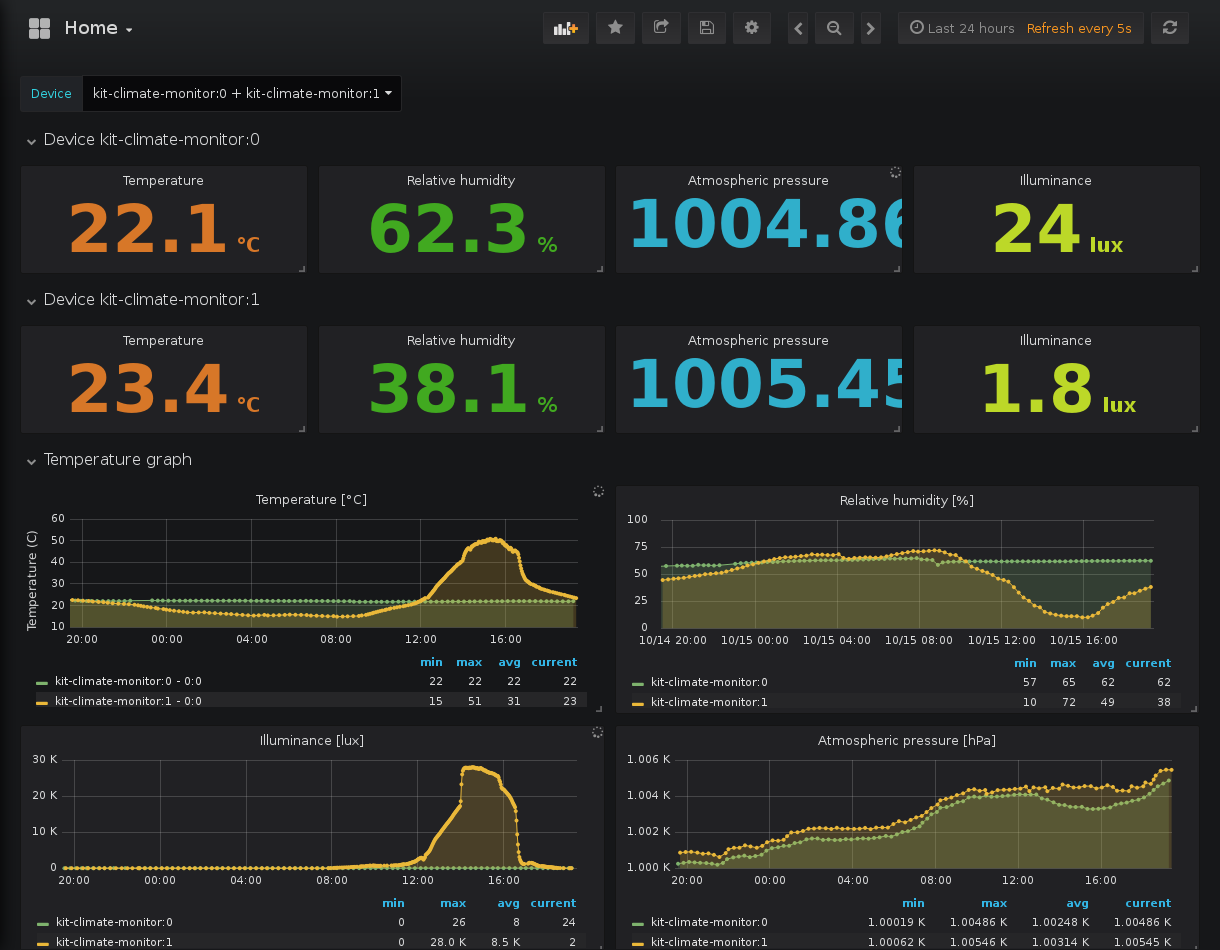 Home
Last 24 hours Refresh every 5s
Device kit-climate-monitor:0 + kit-climate-monitor:1
Device kit-climate-monitor:0
Temperature Relative humidity Atmospheric pressure Illuminance
22.1 °C 62.3 % 1004.86 24 lux
Device kit-climate-monitor:1
Temperature Relative humidity Atmospheric pressure Illuminance
23.4 °C 38.1 % 1005.45 1.8 lux
Temperature graph
Temperature [°C]
Temperature (C)
60
50
40
30
20
10
20:00 00:00 04:00 08:00 12:00 16:00
min max avg current
kit-climate-monitor:0 - 0:0 22 22 22 22
kit-climate-monitor:1 - 0:0 15 51 31 23
Relative humidity [%]
100
75
50
25
0
10/14 20:00 10/15 00:00 10/15 04:00 10/15 08:00 10/15 12:00 10/15 16:00
min max avg current
kit-climate-monitor:0 57 65 62 62
kit-climate-monitor:1 10 72 49 38
Illuminance [lux]
30 K
20 K
10 K
0
20:00 00:00 04:00 08:00 12:00 16:00
min max avg current
kit-climate-monitor:0 0 26 8 24
kit-climate-monitor:1 0 28.0 K 8.5 K 2
Atmospheric pressure [hPa]
1.006 K
1.004 K
1.002 K
1.000 K
20:00 00:00 04:00 08:00 12:00 16:00
min max avg current
kit-climate-monitor:0 1.00019 K 1.00486 K 1.00248 K 1.00486 K
kit-climate-monitor:1 1.00062 K 1.00546 K 1.00314 K 1.00545 K